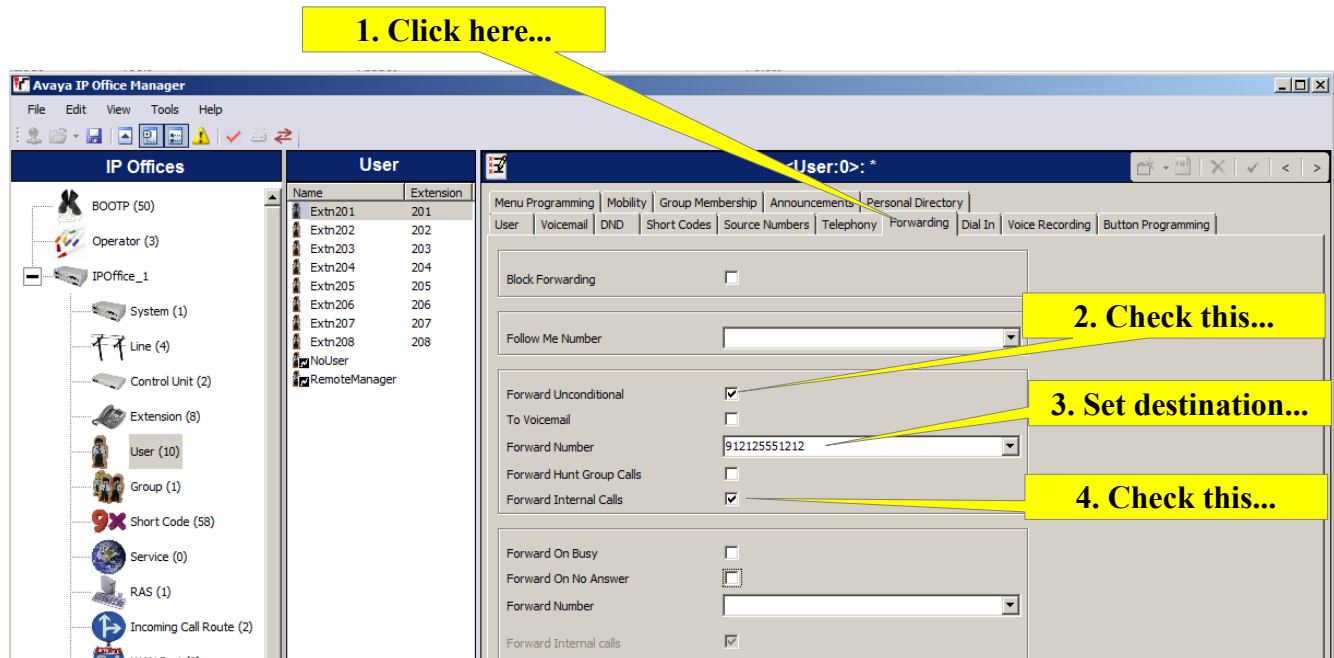 1. Click here...
Avaya IP Office Manager
File Edit View Tools Help
IP Offices
BOOTP (50)
Operator (3)
IPOffice_1
System (1)
Line (4)
Control Unit (2)
Extension (8)
User (10)
Group (1)
Short Code (58)
Service (0)
RAS (1)
Incoming Call Route (2)
User
Name Extension
Extn201 201
Extn202 202
Extn203 203
Extn204 204
Extn205 205
Extn206 206
Extn207 207
Extn208 208
NoUser
RemoteManager
<User:0>: *
Menu Programming Mobility Group Membership Announcements Personal Directory
User Voicemail DND Short Codes Source Numbers Telephony Forwarding Dial In Voice Recording Button Programming
Block Forwarding
Follow Me Number
2. Check this...
Forward Unconditional
To Voicemail
3. Set destination...
Forward Number 912125551212
Forward Hunt Group Calls
Forward Internal Calls
4. Check this...
Forward On Busy
Forward On No Answer
Forward Number
Forward Internal calls